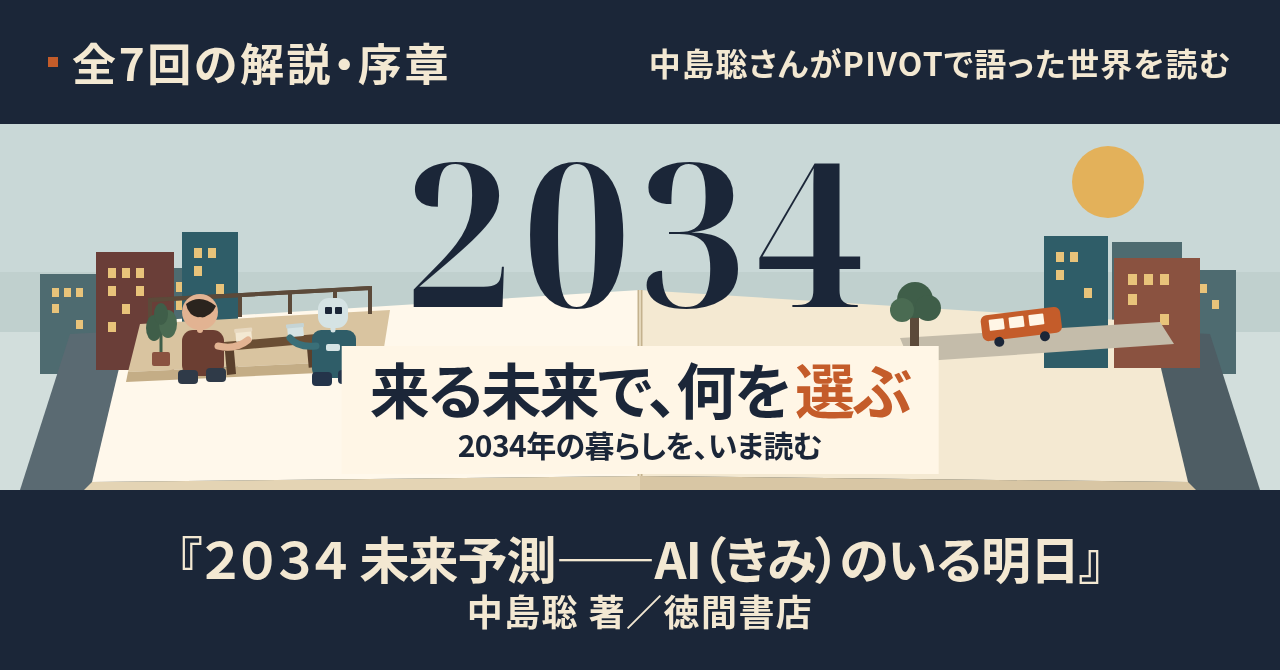 全7回の解説・序章
中島聡さんがPIVOTで語った世界を読む
2034
来る未来で、何を選ぶ
2034年の暮らしを、いま読む
『２０３４ 未来予測――AI（きみ）のいる明日』
中島聡 著／徳間書店